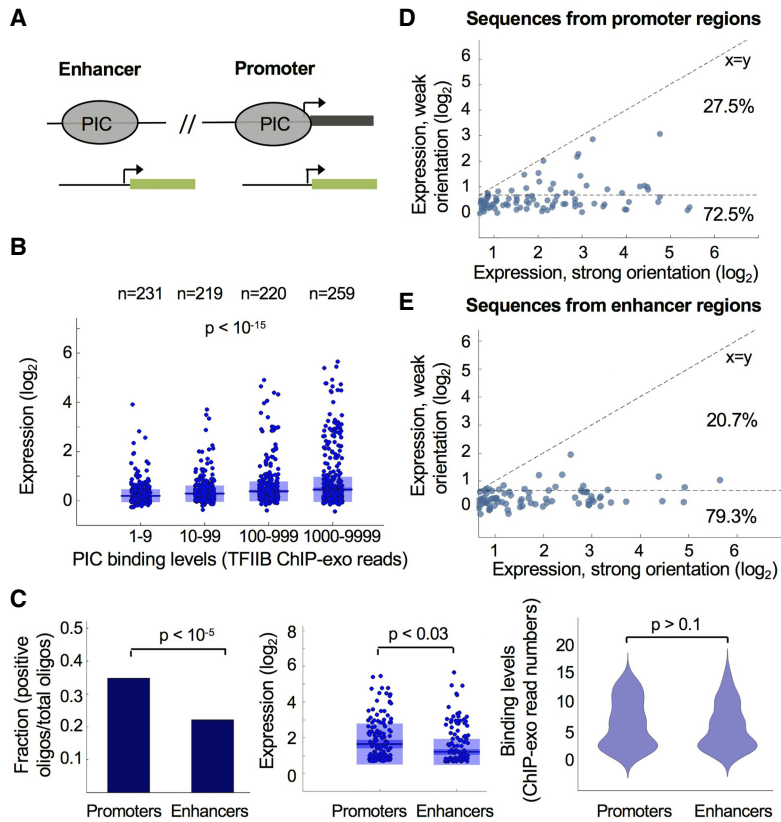 A
Enhancer
Promoter
PIC
//
PIC
B
n=231 n=219 n=220 n=259
p < 10-15
Expression (log2)
6
4
2
0
1-9 10-99 100-999 1000-9999
PIC binding levels (TFIIB ChIP-exo reads)
C
Fraction (positive
oligos/total oligos)
0.5
0.4
0.3
0.2
0.1
p < 10-5
Promoters Enhancers
Expression (log2)
8
6
4
2
0
p < 0.03
Promoters Enhancers
Binding levels
(ChIP-exo read numbers)
20
15
10
5
0
p > 0.1
Promoters Enhancers
D
Sequences from promoter regions
Expression, weak
orientation (log2)
6
5
4
3
2
1
0
x=y
27.5%
72.5%
1 2 3 4 5 6
Expression, strong orientation (log2)
E
Sequences from enhancer regions
Expression, weak
orientation (log2)
6
5
4
3
2
1
0
x=y
20.7%
79.3%
1 2 3 4 5 6
Expression, strong orientation (log2)